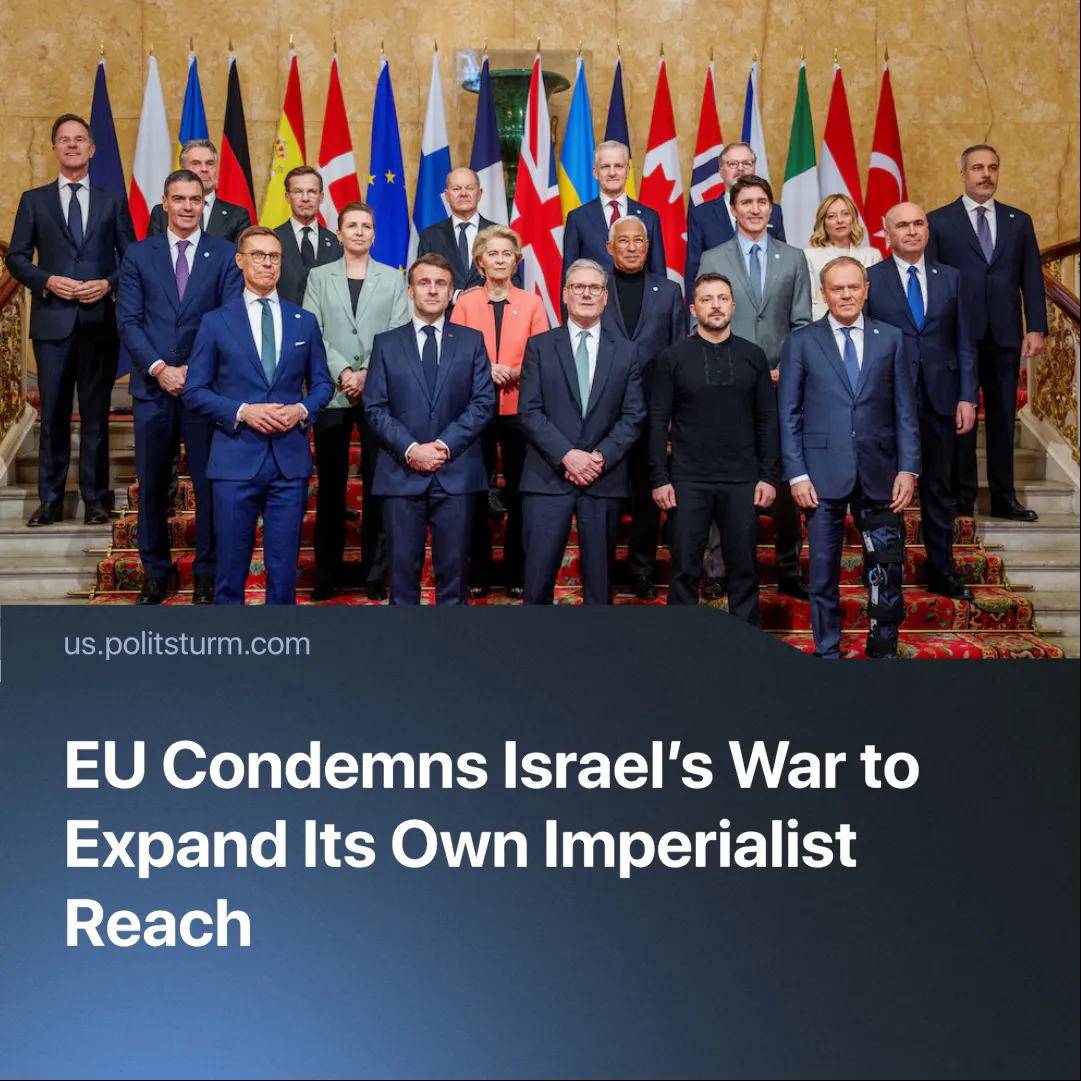 us.politsturm.com
EU Condemns Israel’s War to
Expand Its Own Imperialist
Reach